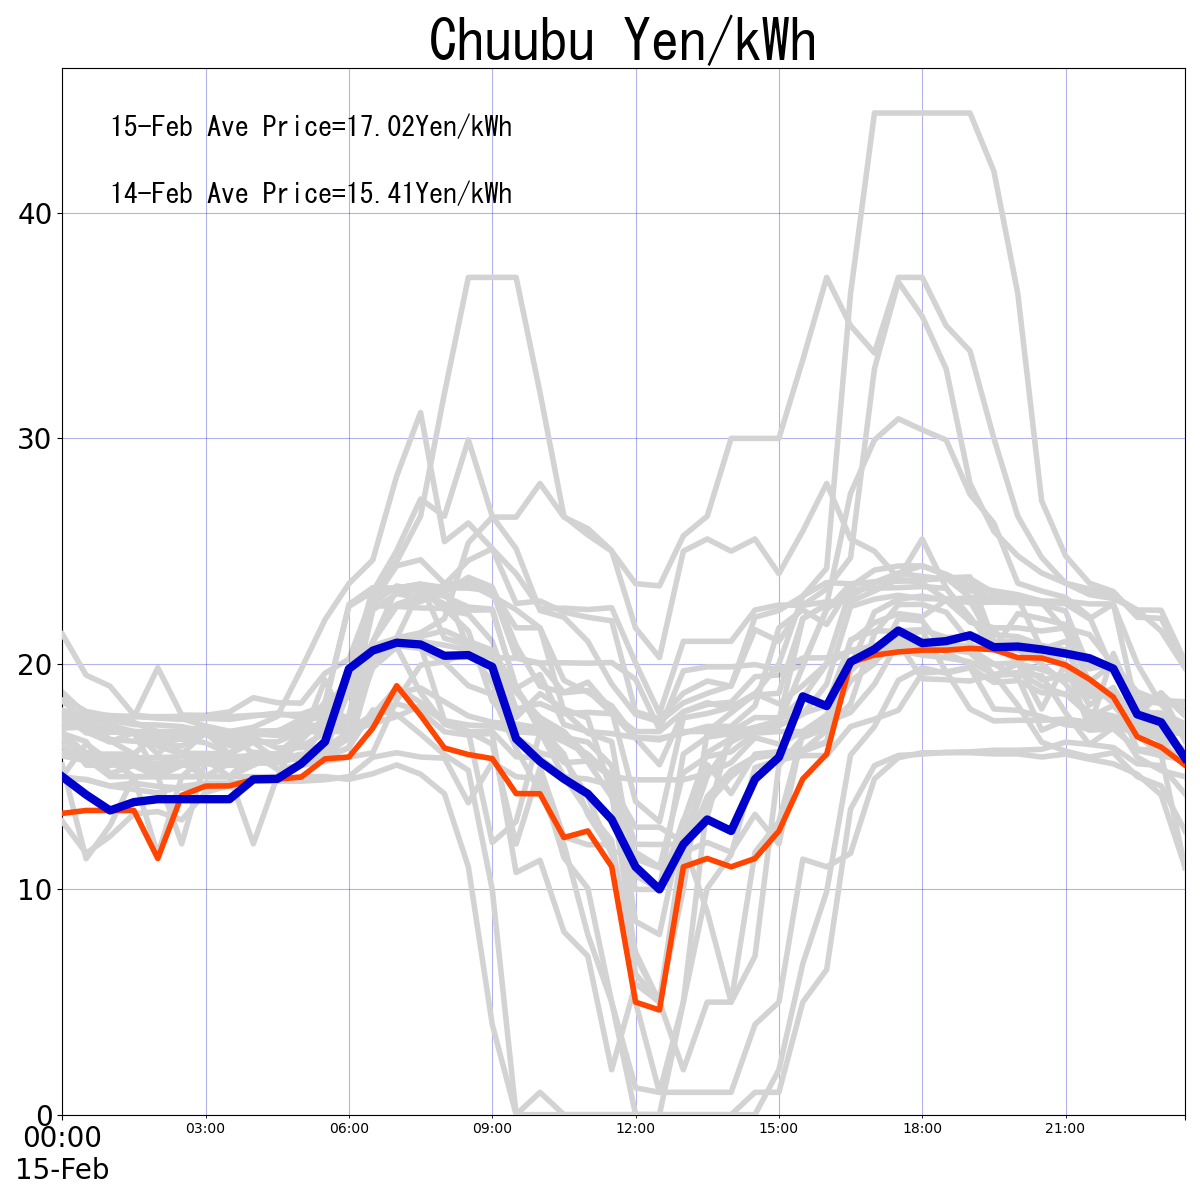 Chuubu Yen/kWh
15-Feb Ave Price=17.02Yen/kWh
14-Feb Ave Price=15.41Yen/kWh
40
30
20
10
0
00:00 03:00 06:00 09:00 12:00 15:00 18:00 21:00
15-Feb